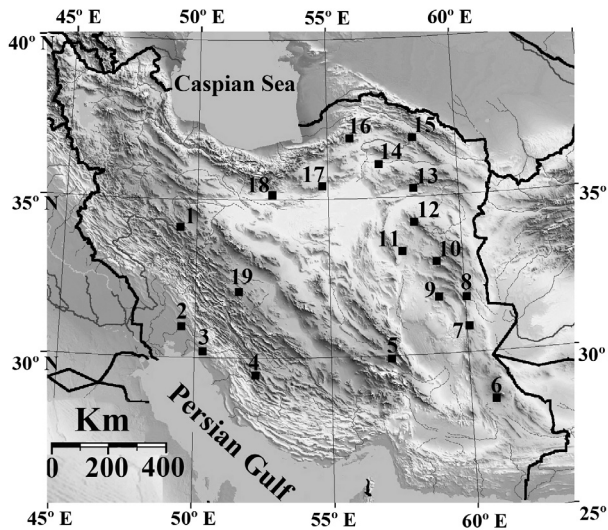 45° E 50° E 55° E 60° E
40° N
Caspian Sea
16 15
14
17 13
18
35° N 35° N
12
1
11 10
19 9 8
2 7
3 5
30° N 30° N
4 6
Km
0 200 400
Persian Gulf
45° E 50° E 55° E 60° E 25° N